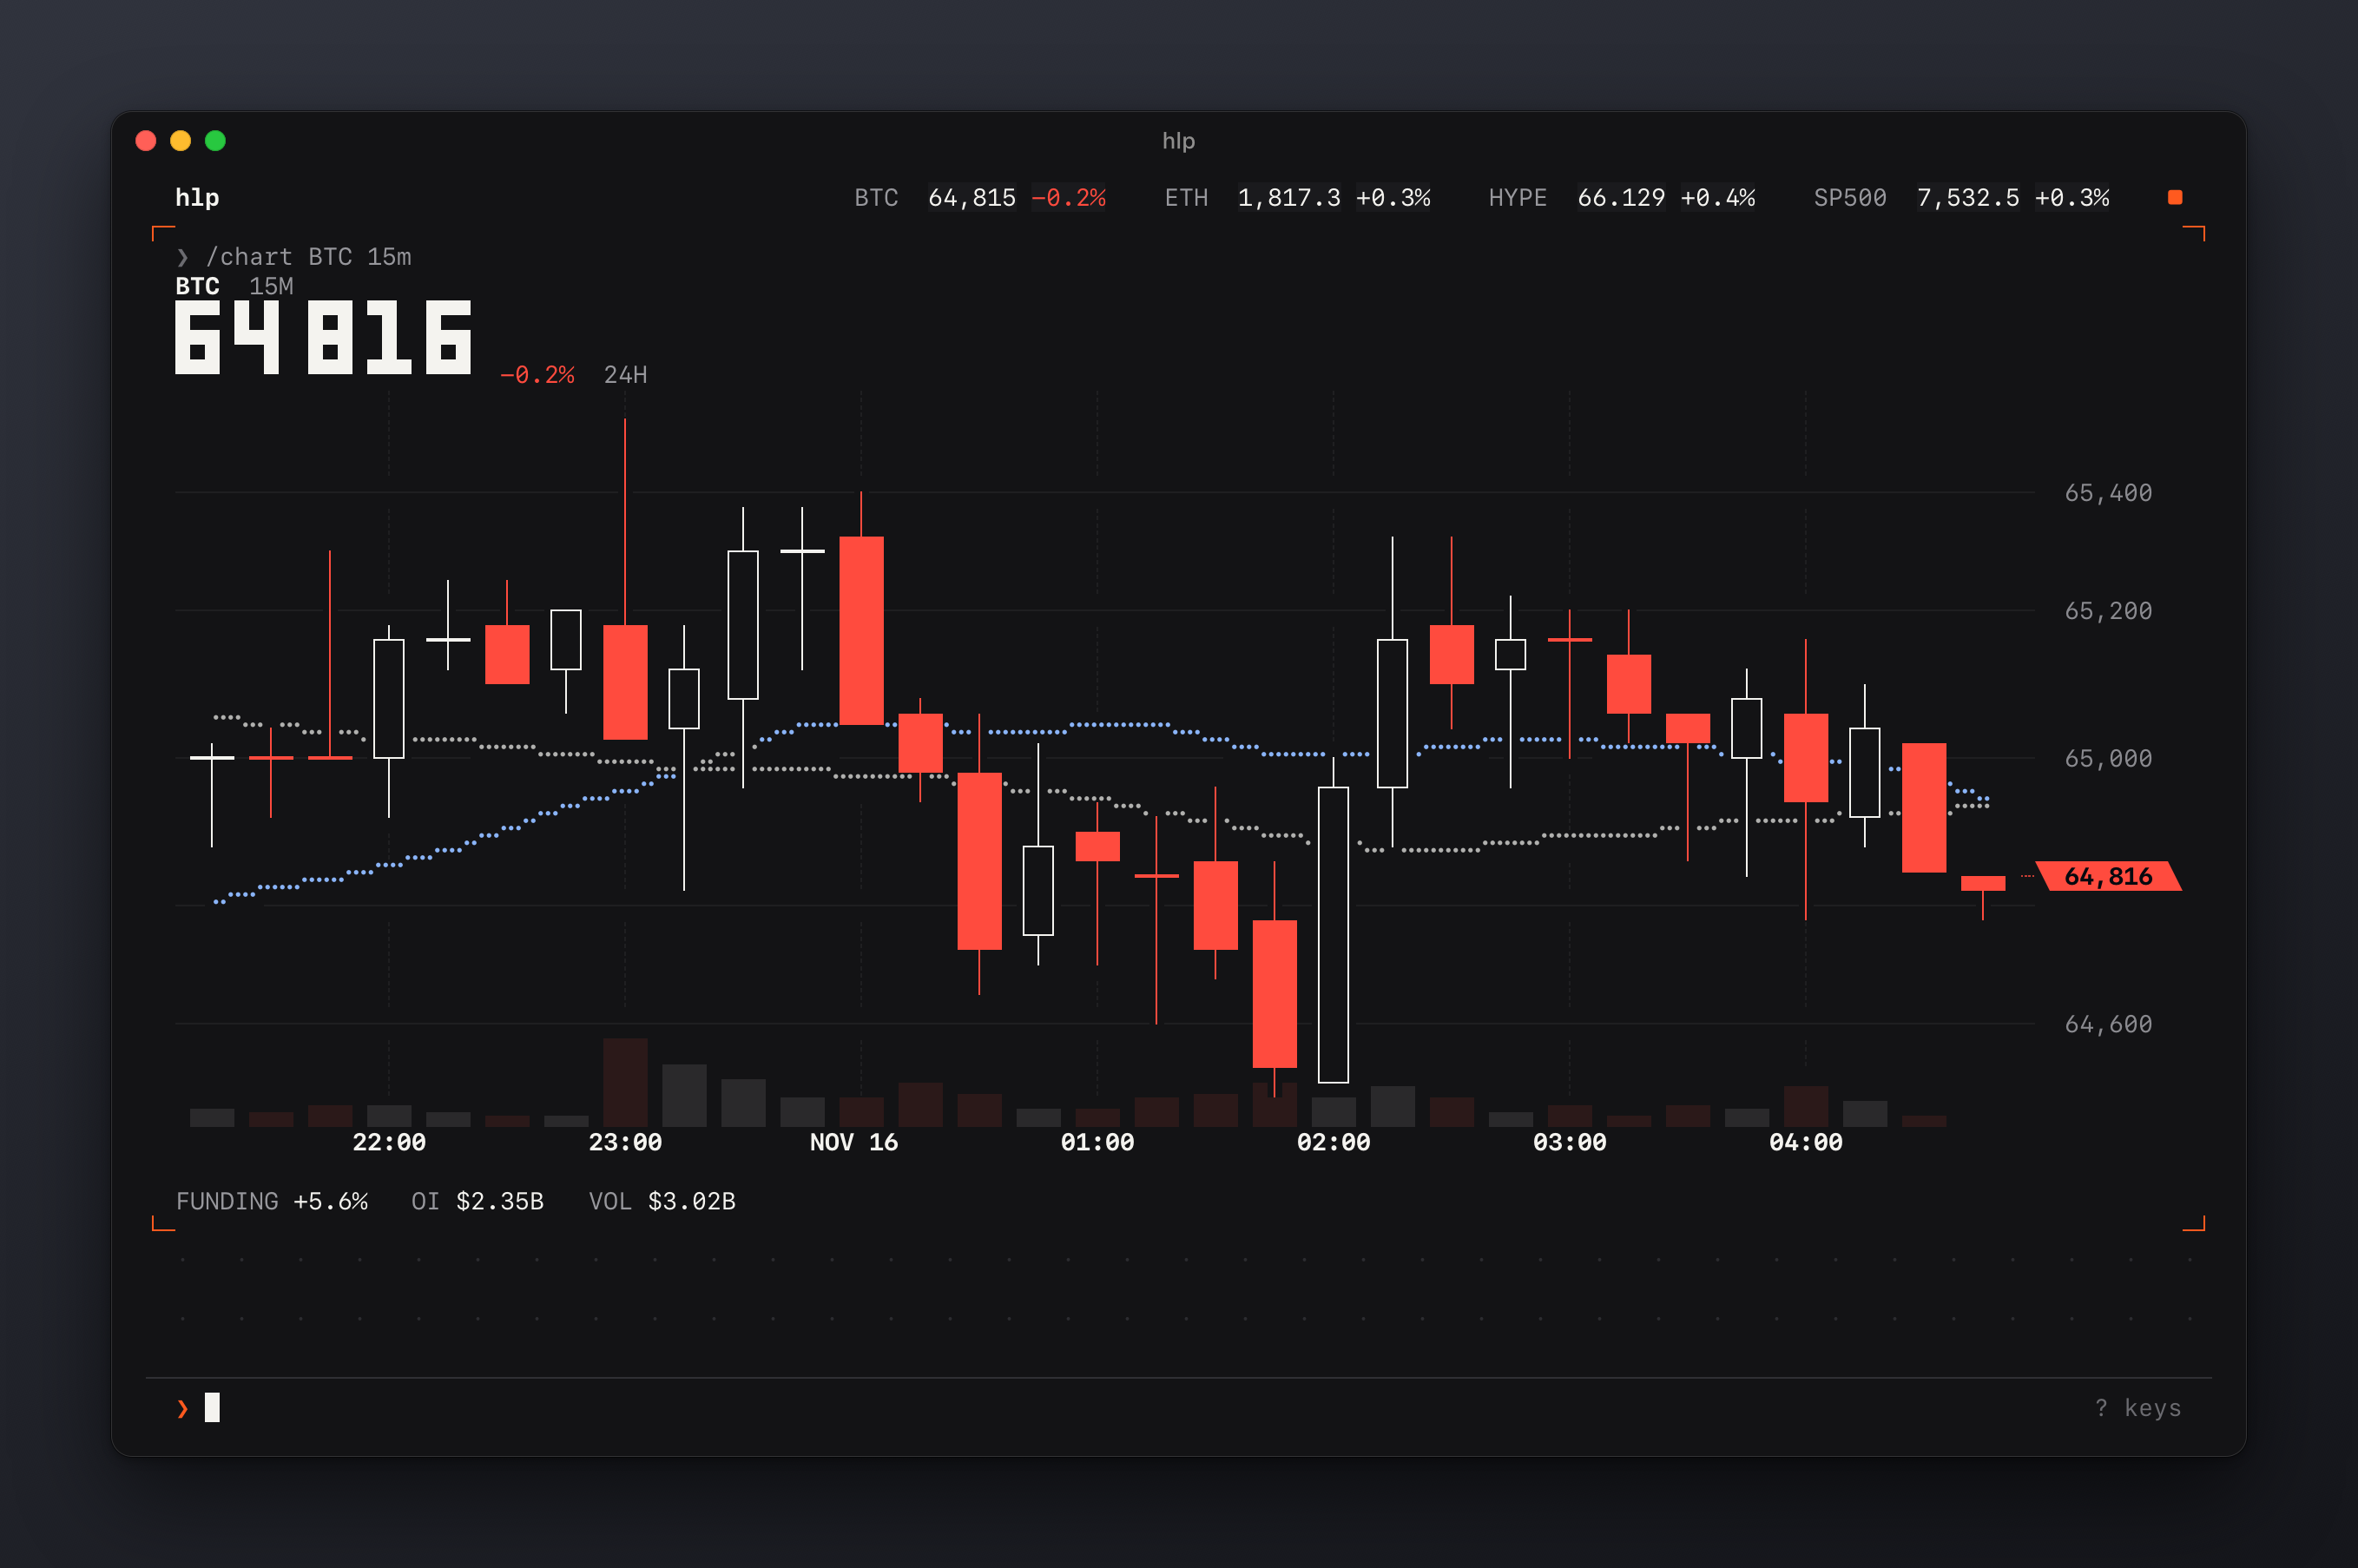 hlp
hlp BTC 64,815 −0.2% ETH 1,817.3 +0.3% HYPE 66.129 +0.4% SP500 7,532.5 +0.3%
❯ /chart BTC 15m
BTC 15M
64 816 −0.2% 24H
65,400
65,200
65,000
64,816
64,600
22:00 23:00 NOV 16 01:00 02:00 03:00 04:00
FUNDING +5.6% OI $2.35B VOL $3.02B
❯ ? keys